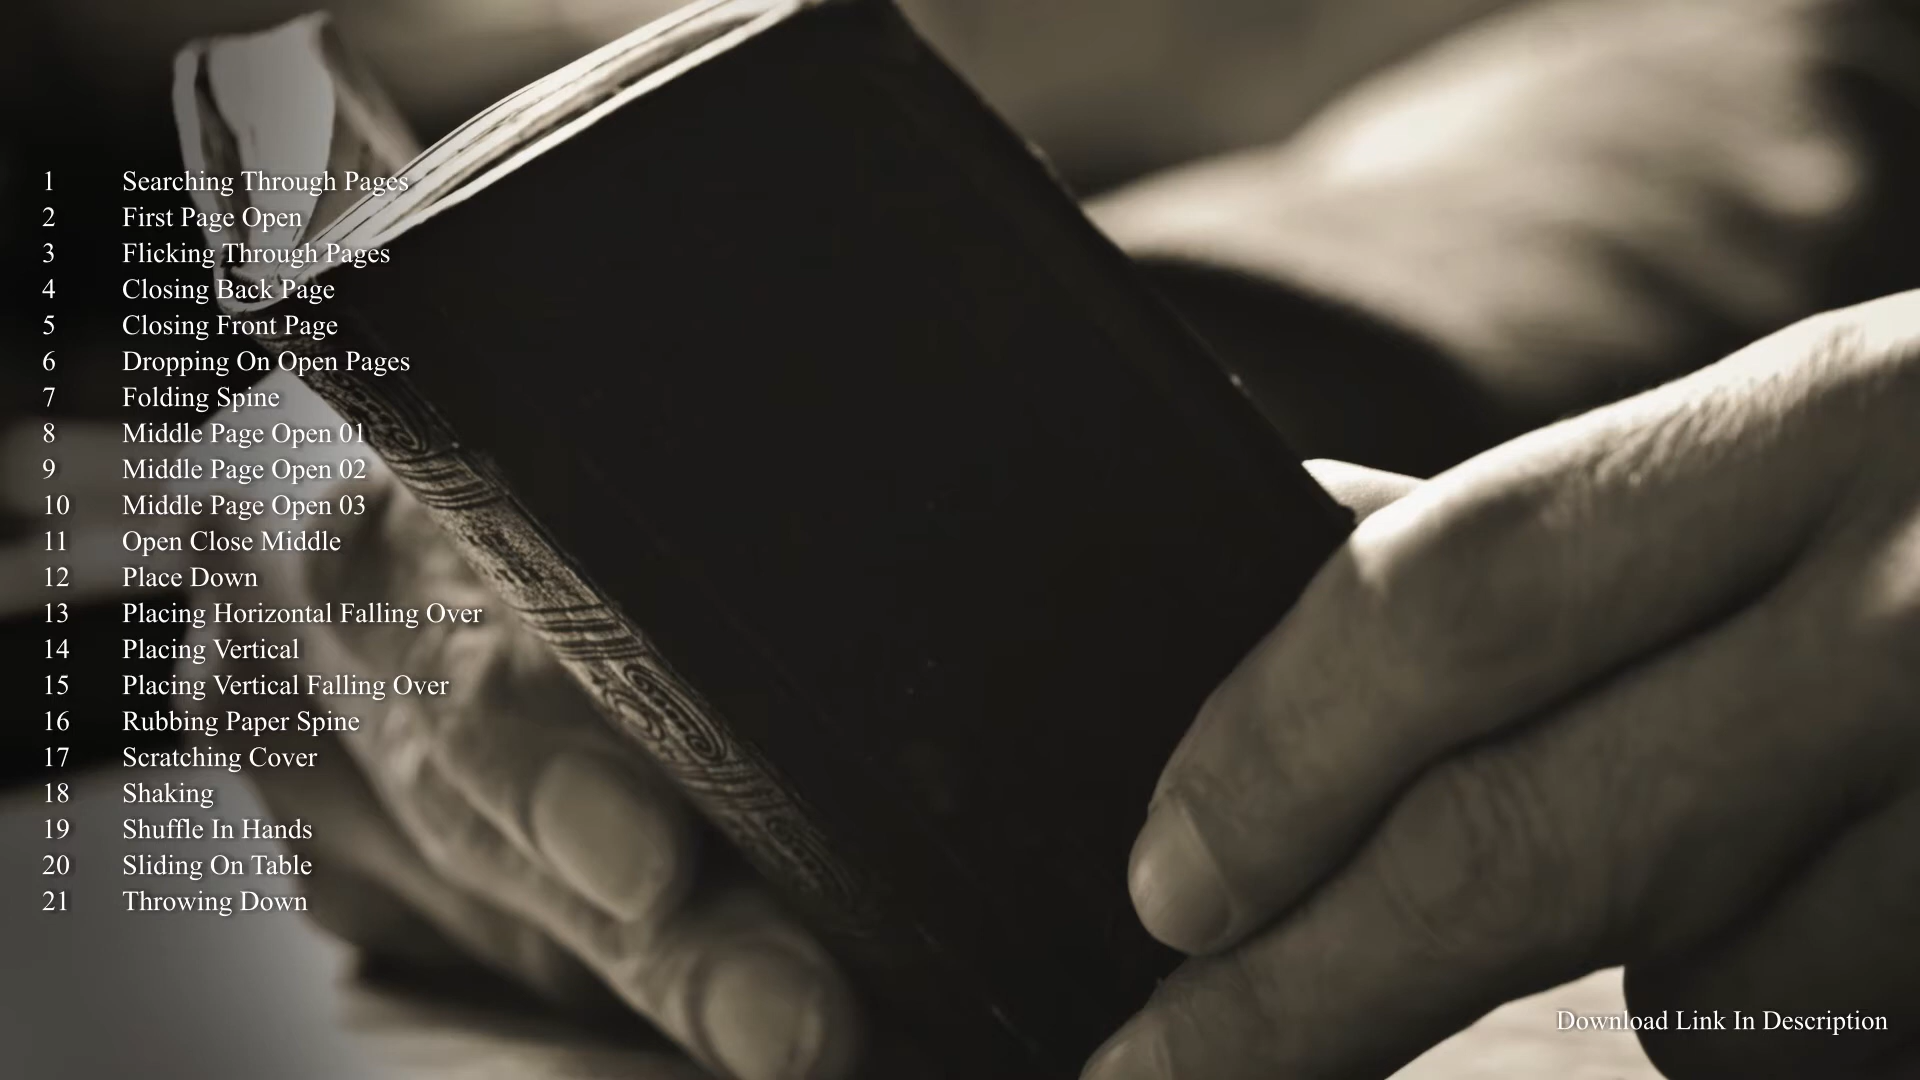 1 Searching Through Pages
2 First Page Open
3 Flicking Through Pages
4 Closing Back Page
5 Closing Front Page
6 Dropping On Open Pages
7 Folding Spine
8 Middle Page Open 01
9 Middle Page Open 02
10 Middle Page Open 03
11 Open Close Middle
12 Place Down
13 Placing Horizontal Falling Over
14 Placing Vertical
15 Placing Vertical Falling Over
16 Rubbing Paper Spine
17 Scratching Cover
18 Shaking
19 Shuffle In Hands
20 Sliding On Table
21 Throwing Down
Download Link In Description